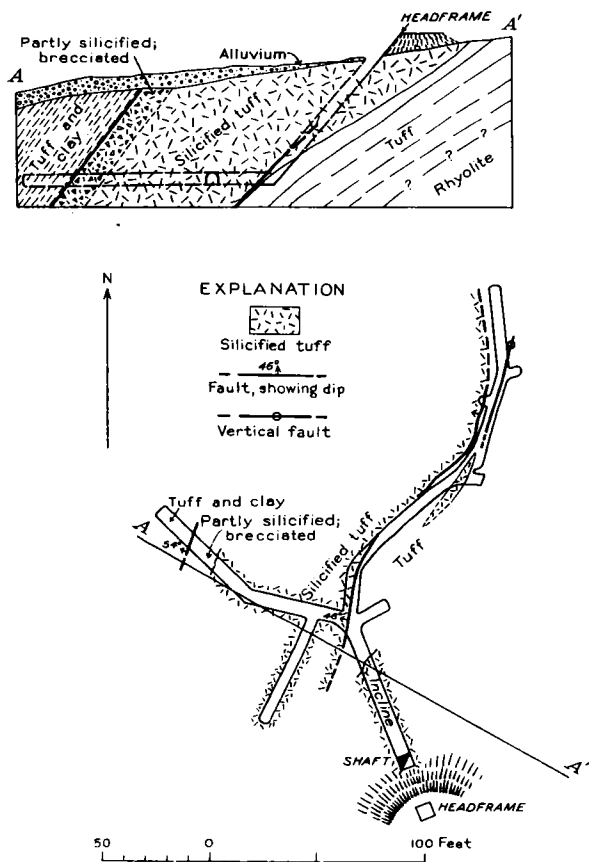 HEADFRAME
A'
Partly silicified;
brecciated
Alluvium
A
Tuff and
clay
Silicified tuff
Tuff
? ? ?
Rhyolite
N
EXPLANATION
Silicified tuff
46°
Fault, showing dip
Vertical fault
Tuff and clay
Partly silicified;
brecciated
A
54°
Silicified tuff
Tuff
46°
Incline
SHAFT
A'
HEADFRAME
50 0 100 Feet